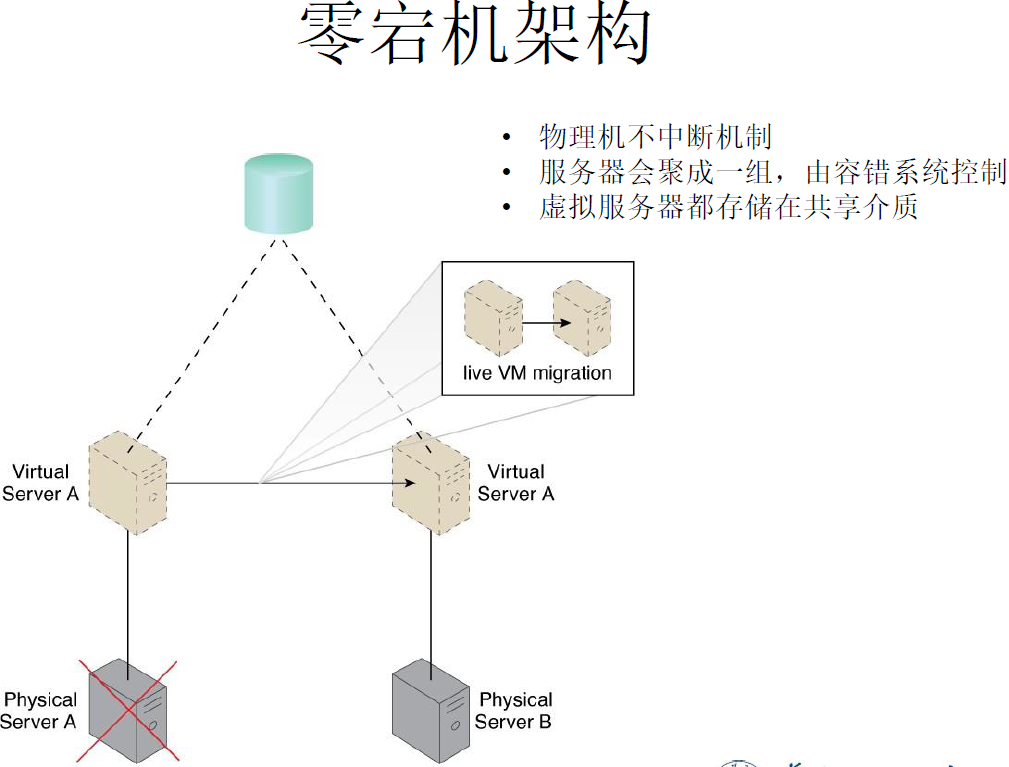 零宕机架构
• 物理机不中断机制
• 服务器会聚成一组，由容错系统控制
• 虚拟服务器都存储在共享介质
live VM migration
Virtual
Server A
Virtual
Server A
Physical
Server A
Physical
Server B